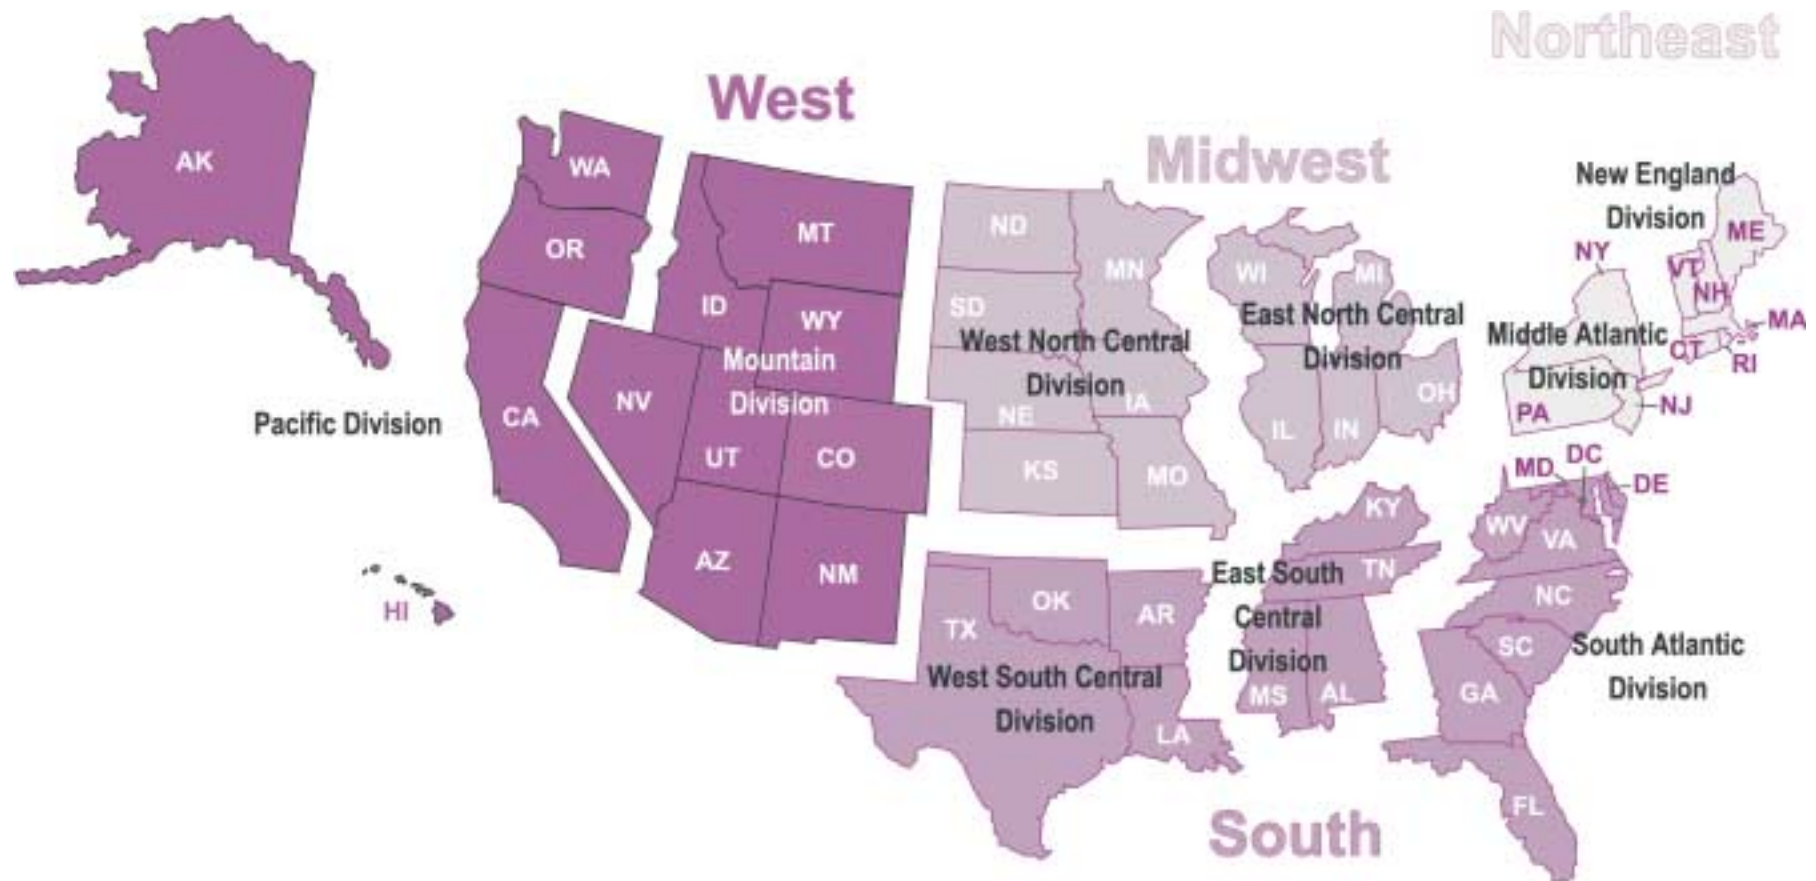 Northeast
West
Midwest
AK
WA
New England
Division
MT
ND
OR
ME
NY
MN
WI
MI
VT
NH
ID
WY
SD
East North Central
Division
MA
Middle Atlantic
Division
West North Central
Division
CT
RI
Mountain
Division
NV
CA
Pacific Division
NE
IA
OH
PA
NJ
IL
IN
UT
CO
KS
MO
MD
DC
DE
KY
WV
VA
AZ
NM
East South
Central
Division
TN
HI
OK
AR
NC
TX
SC
South Atlantic
Division
West South Central
Division
MS
AL
GA
LA
FL
South